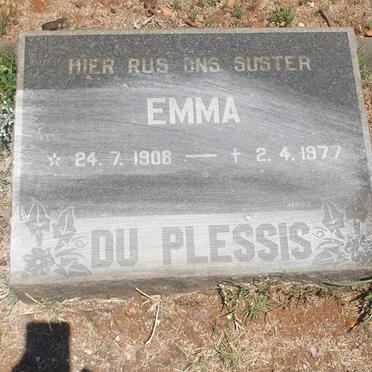 HIER RUS ONS SUSTER
EMMA
* 24.7.1908 — † 2.4.1977
DU PLESSIS